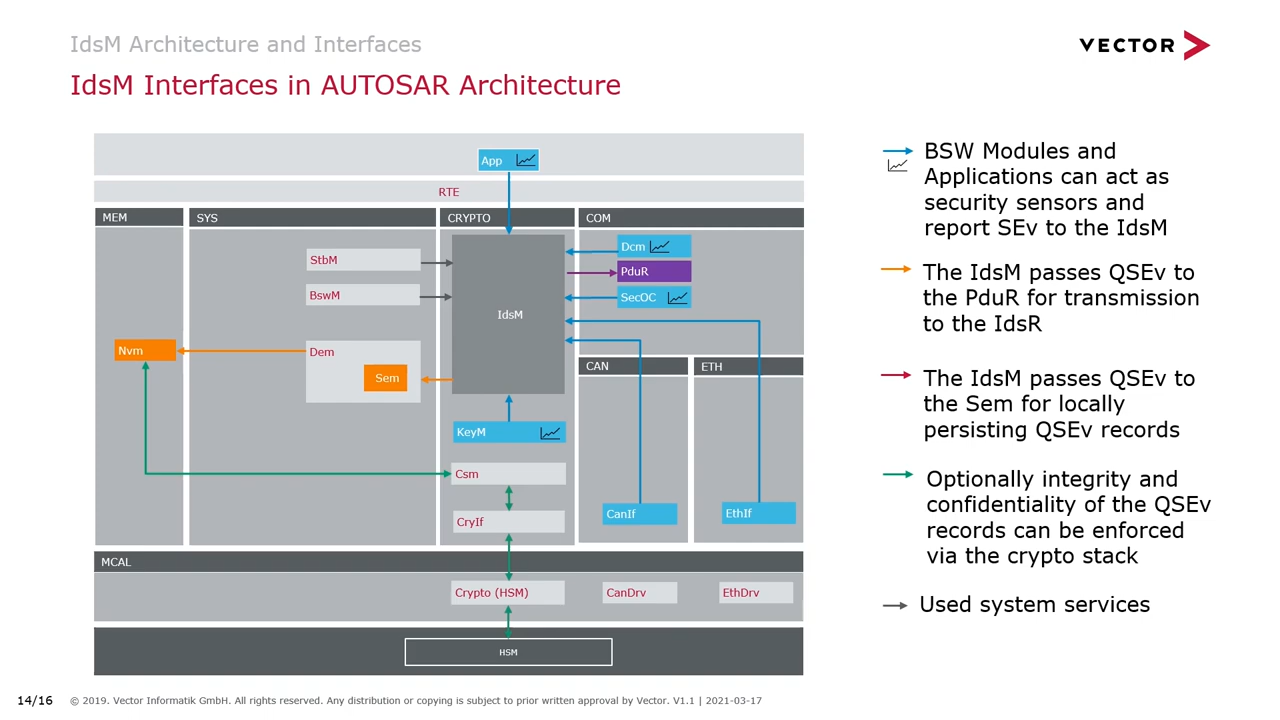 IdsM Architecture and Interfaces
VECTOR
IdsM Interfaces in AUTOSAR Architecture
App
RTE
MEM
SYS
CRYPTO
COM
StbM
BswM
IdsM
Dcm
PduR
SecOC
Nvm
Dem
Sem
CAN
ETH
KeyM
Csm
CryIf
CanIf
EthIf
MCAL
Crypto (HSM)
CanDrv
EthDrv
HSM
BSW Modules and
Applications can act as
security sensors and
report SEv to the IdsM
The IdsM passes QSEv to
the PduR for transmission
to the IdsR
The IdsM passes QSEv to
the Sem for locally
persisting QSEv records
Optionally integrity and
confidentiality of the QSEv
records can be enforced
via the crypto stack
Used system services
14/16
© 2019. Vector Informatik GmbH. All rights reserved. Any distribution or copying is subject to prior written approval by Vector. V1.1 | 2021-03-17